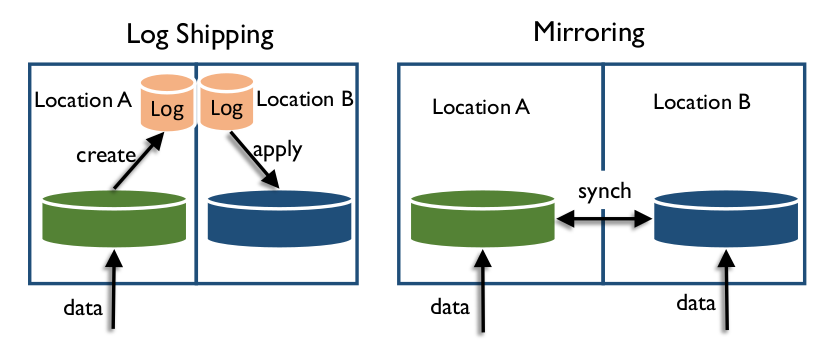 Log Shipping
Location A
Log
Log
Location B
create
apply
data
Mirroring
Location A
Location B
synch
data
data